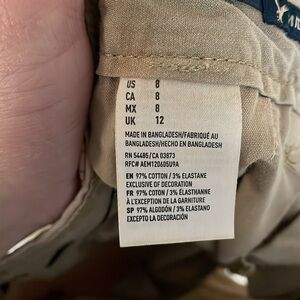 US 8
CA 8
MX 8
UK 12
MADE IN BANGLADESH/FABRIQUÉ AU
BANGLADESH/HECHO EN BANGLADESH
RN 54485/CA 03873
RFC# AEM120605U9A
EN 97% COTTON / 3% ELASTANE
EXCLUSIVE OF DECORATION
FR 97% COTON / 3% ÉLASTHANNE
À L'EXCEPTION DE LA GARNITURE
SP 97% ALGODÓN / 3% ELASTANO
EXCEPTO LA DECORACIÓN